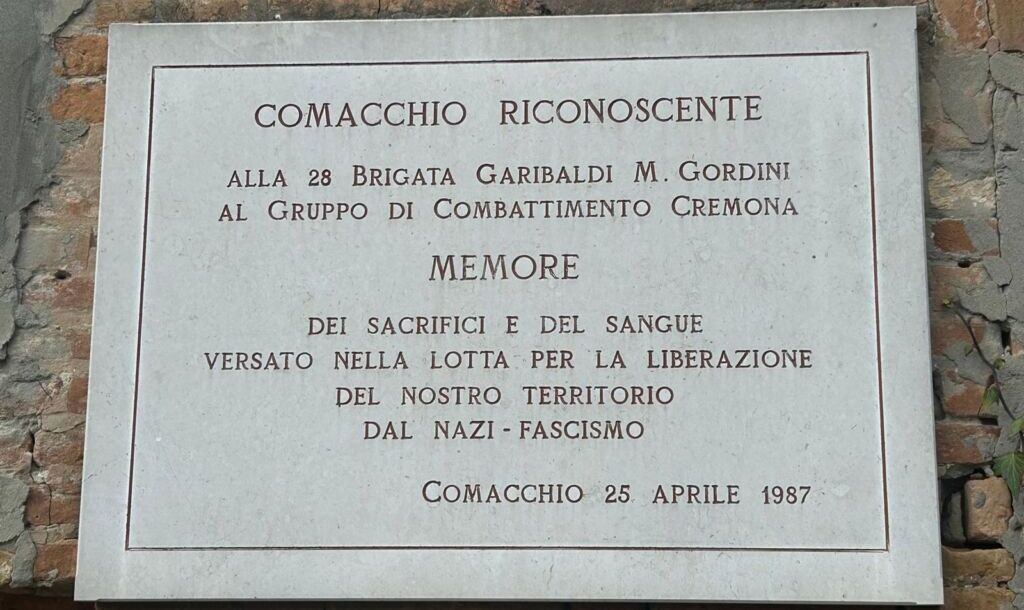 COMACCHIO RICONOSCENTE
ALLA 28 BRIGATA GARIBALDI M. GORDINI
AL GRUPPO DI COMBATTIMENTO CREMONA
MEMORE
DEI SACRIFICI E DEL SANGUE
VERSATO NELLA LOTTA PER LA LIBERAZIONE
DEL NOSTRO TERRITORIO
DAL NAZI - FASCISMO
COMACCHIO 25 APRILE 1987